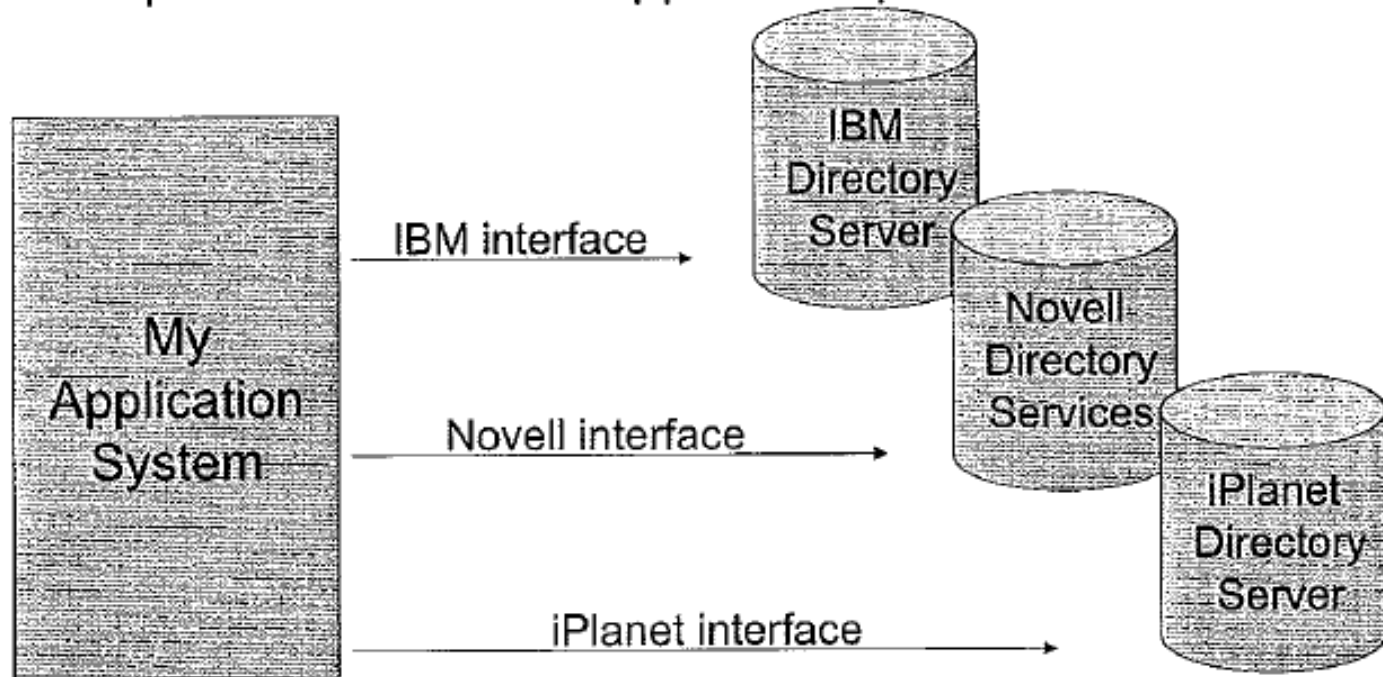 My
Application
System
IBM interface
Novell interface
iPlanet interface
IBM
Directory
Server
Novell
Directory
Services
iPlanet
Directory
Server